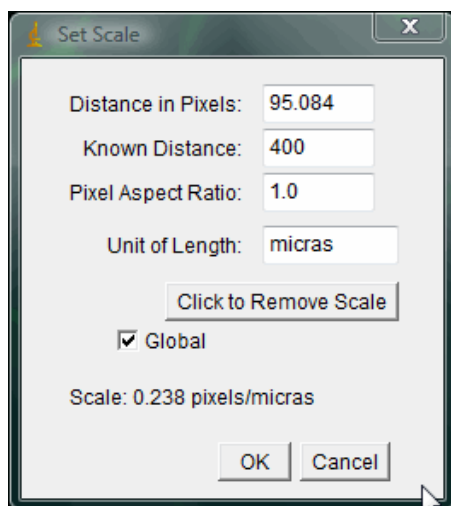 Set Scale
Distance in Pixels: 95.084
Known Distance: 400
Pixel Aspect Ratio: 1.0
Unit of Length: micras
Click to Remove Scale
Global
Scale: 0.238 pixels/micras
OK Cancel